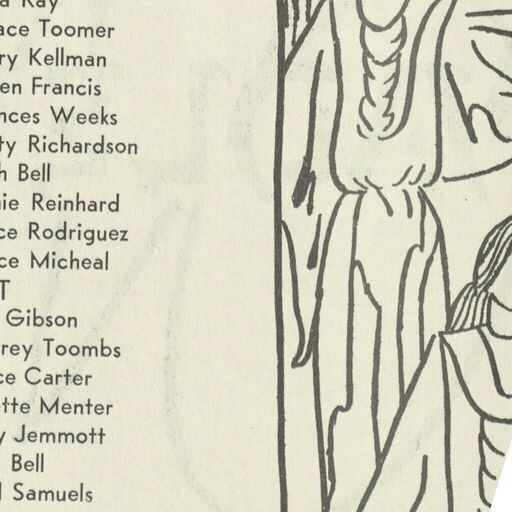 Ray
ace Toomer
ry Kellman
en Francis
nces Weeks
ty Richardson
h Bell
nie Reinhard
ce Rodriguez
ce Micheal
T
Gibson
rey Toombs
ce Carter
tte Menter
y Jemmott
Bell
l Samuels